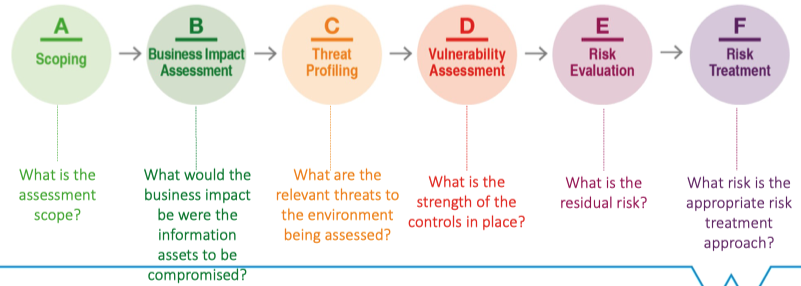 A
Scoping
B
Business Impact
Assessment
C
Threat
Profiling
D
Vulnerability
Assessment
E
Risk
Evaluation
F
Risk
Treatment
What is the
assessment
scope?
What would the
business impact
be were the
information
assets to be
compromised?
What are the
relevant threats to
the environment
being assessed?
What is the
strength of the
controls in place?
What is the
residual risk?
What risk is the
appropriate risk
treatment
approach?